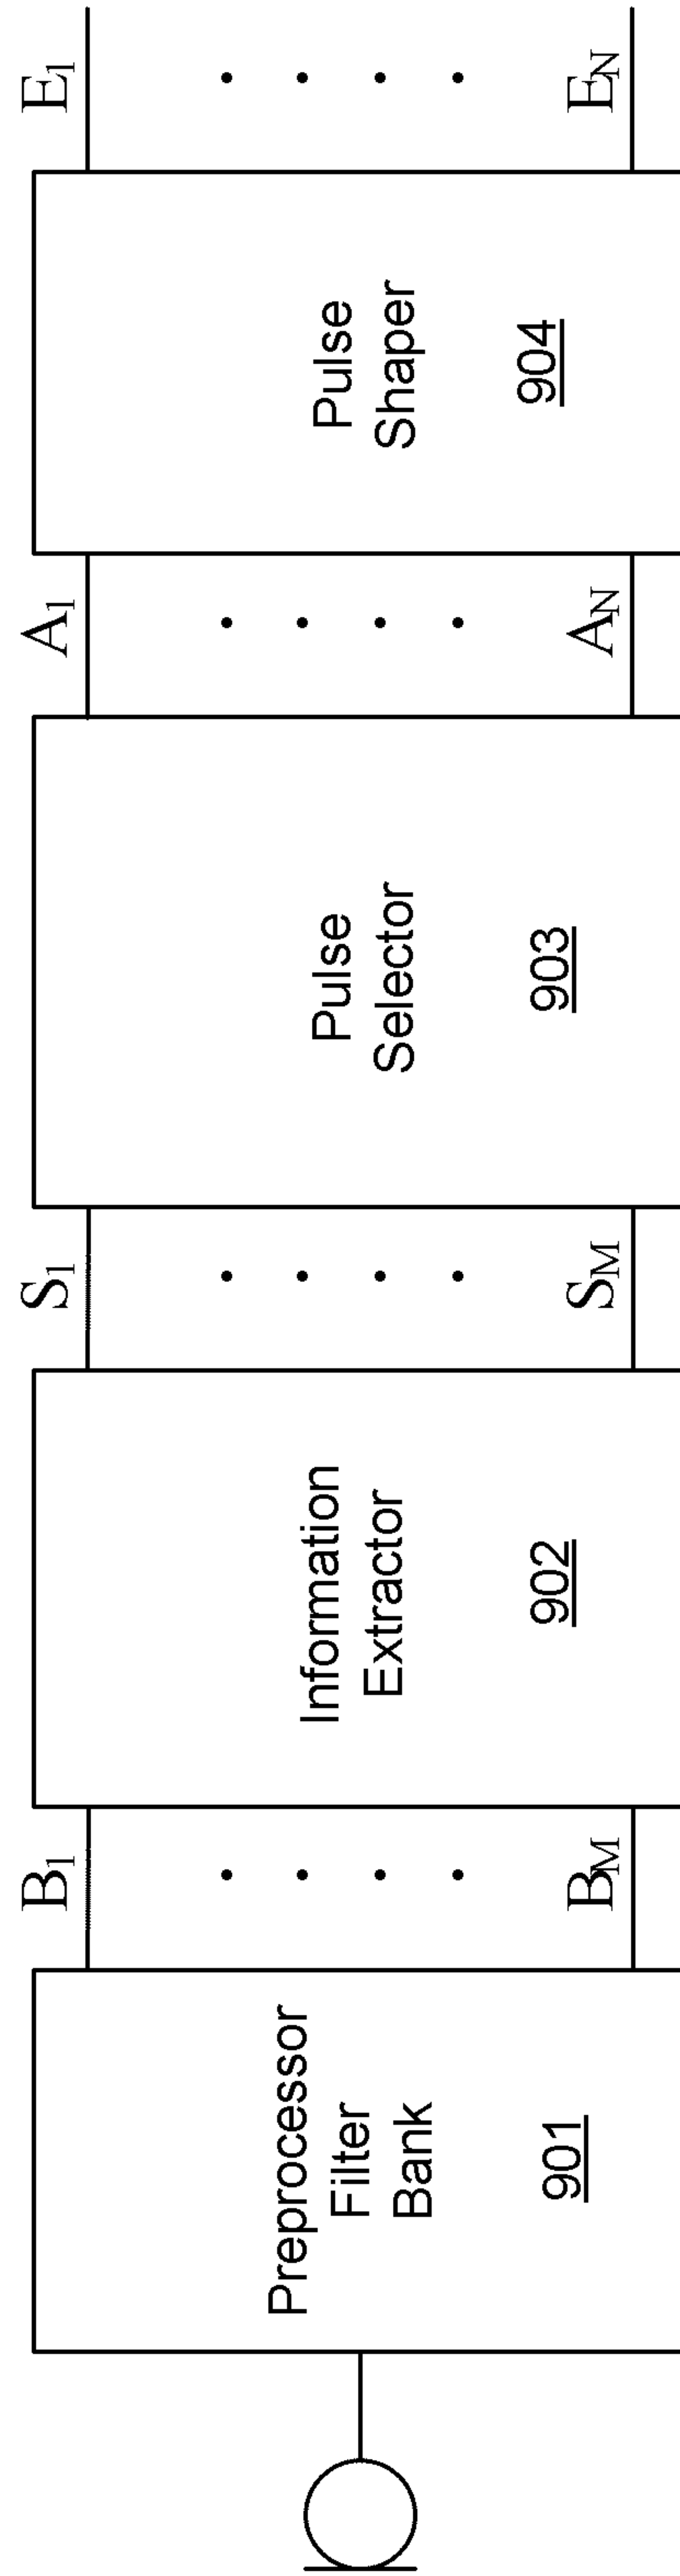 Preprocessor
Filter
Bank
901
B1
BM
Information
Extractor
902
S1
SM
Pulse
Selector
903
A1
AN
Pulse
Shaper
904
E1
EN